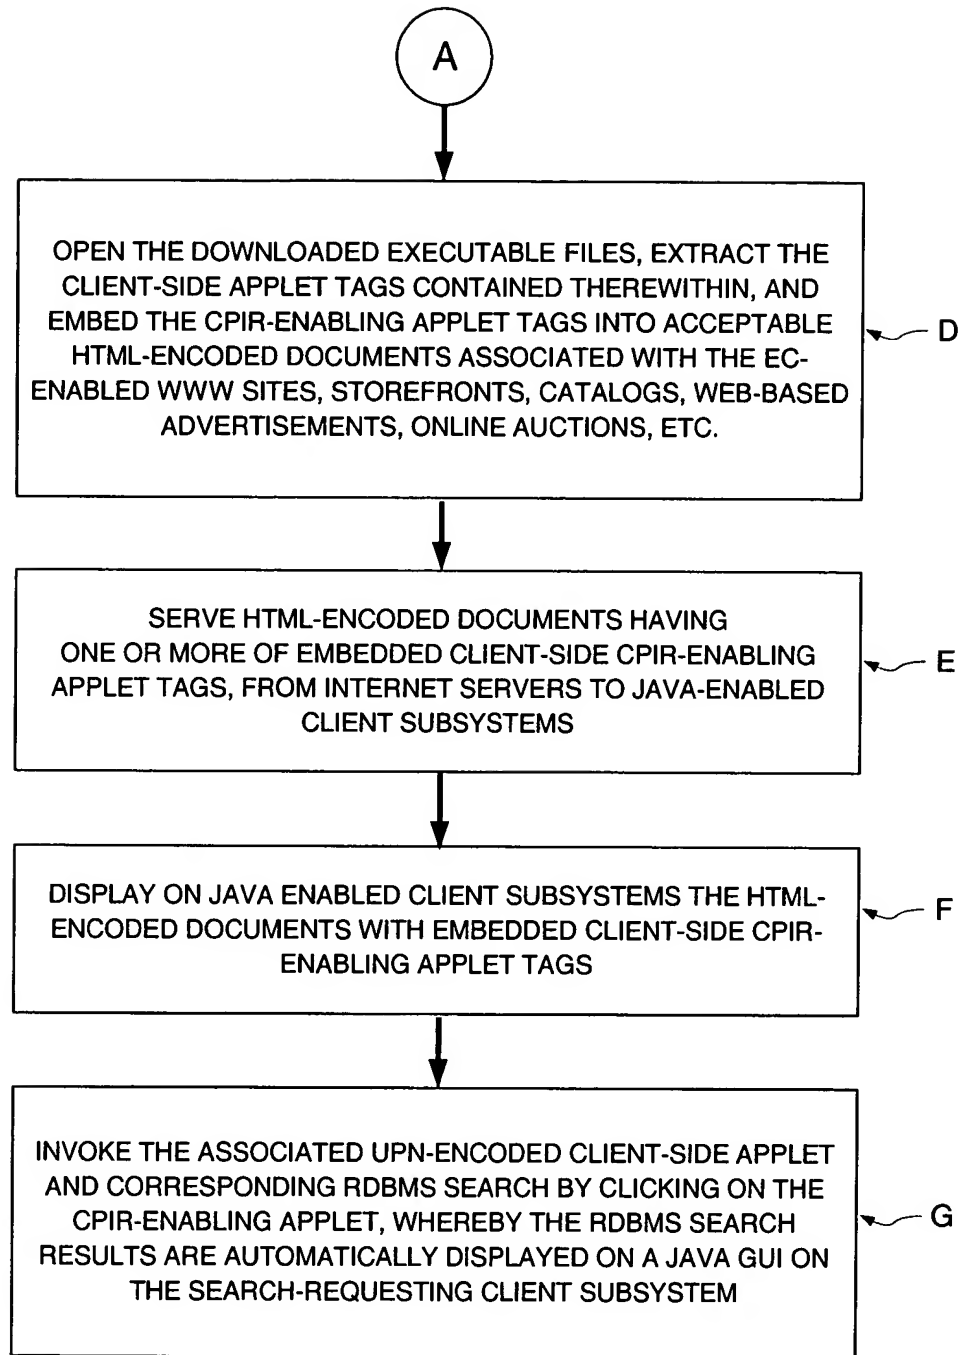 A
OPEN THE DOWNLOADED EXECUTABLE FILES, EXTRACT THE
CLIENT-SIDE APPLET TAGS CONTAINED THEREWITHIN, AND
EMBED THE CPIR-ENABLING APPLET TAGS INTO ACCEPTABLE
HTML-ENCODED DOCUMENTS ASSOCIATED WITH THE EC-
ENABLED WWW SITES, STOREFRONTS, CATALOGS, WEB-BASED
ADVERTISEMENTS, ONLINE AUCTIONS, ETC.
D
SERVE HTML-ENCODED DOCUMENTS HAVING
ONE OR MORE OF EMBEDDED CLIENT-SIDE CPIR-ENABLING
APPLET TAGS, FROM INTERNET SERVERS TO JAVA-ENABLED
CLIENT SUBSYSTEMS
E
DISPLAY ON JAVA ENABLED CLIENT SUBSYSTEMS THE HTML-
ENCODED DOCUMENTS WITH EMBEDDED CLIENT-SIDE CPIR-
ENABLING APPLET TAGS
F
INVOKE THE ASSOCIATED UPN-ENCODED CLIENT-SIDE APPLET
AND CORRESPONDING RDBMS SEARCH BY CLICKING ON THE
CPIR-ENABLING APPLET, WHEREBY THE RDBMS SEARCH
RESULTS ARE AUTOMATICALLY DISPLAYED ON A JAVA GUI ON
THE SEARCH-REQUESTING CLIENT SUBSYSTEM
G